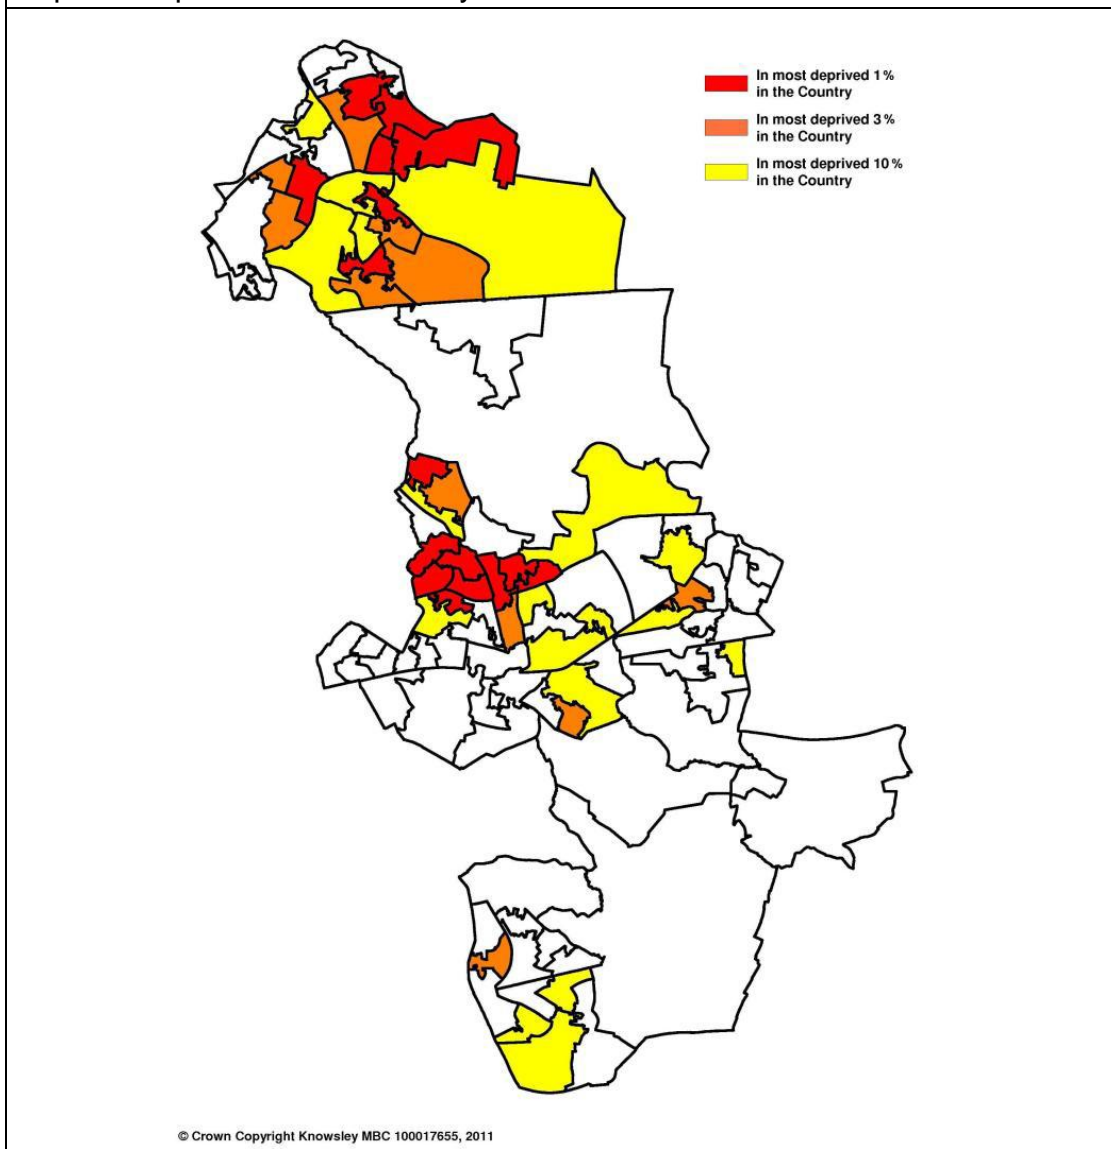 In most deprived 1%
in the Country
In most deprived 3%
in the Country
In most deprived 10%
in the Country
© Crown Copyright Knowsley MBC 100017655, 2011